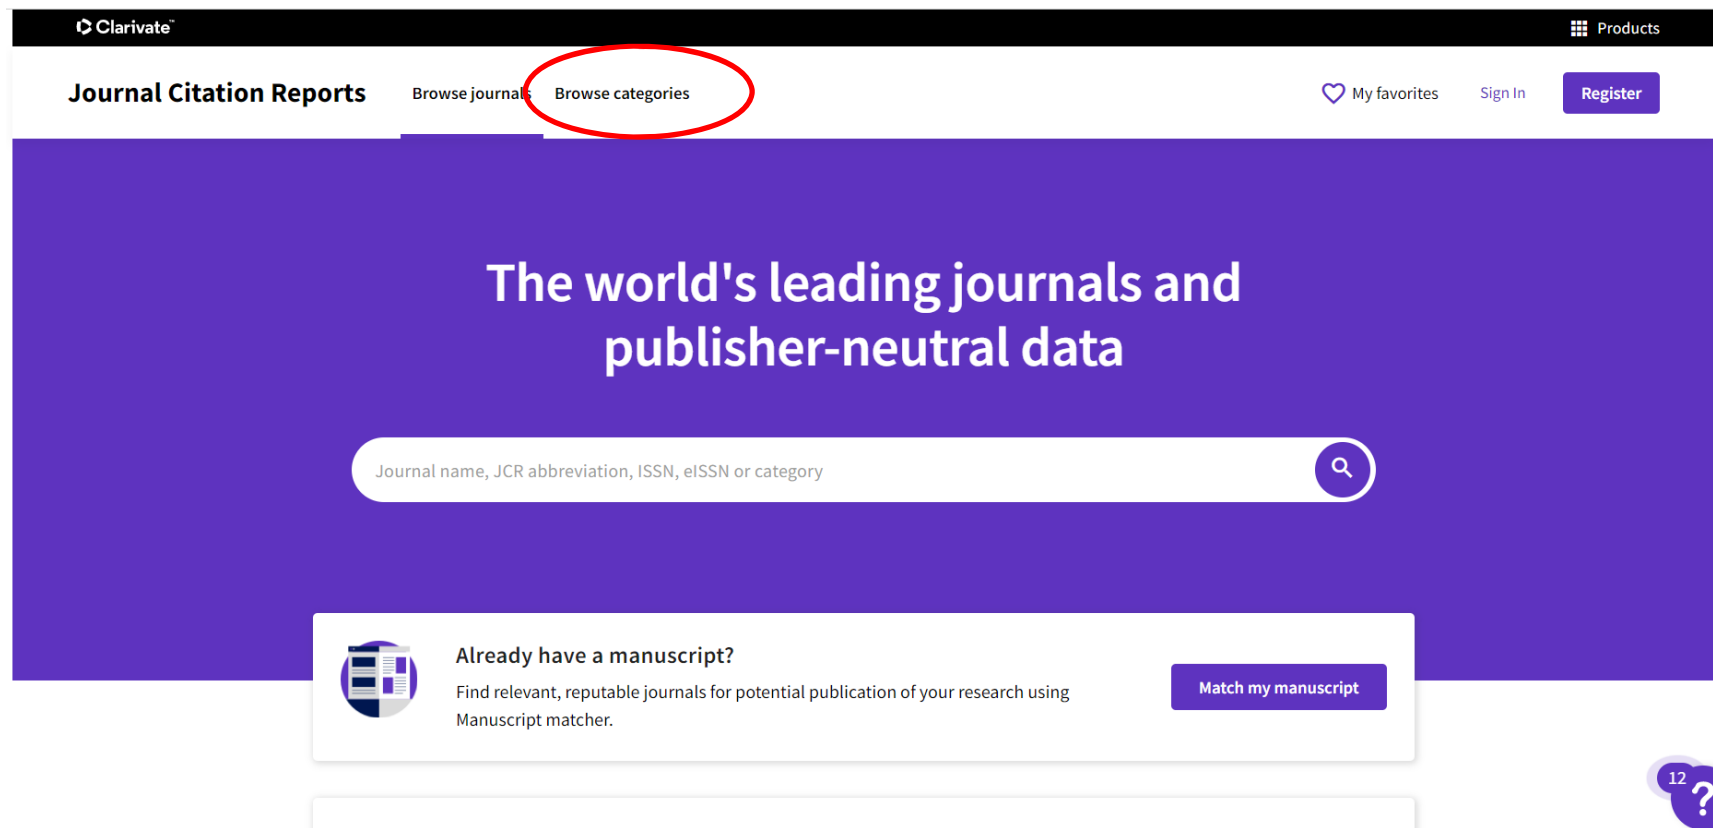 Clarivate™
Products
Journal Citation Reports
Browse journals
Browse categories
My favorites
Sign In
Register
The world's leading journals and
publisher-neutral data
Journal name, JCR abbreviation, ISSN, eISSN or category
Already have a manuscript?
Find relevant, reputable journals for potential publication of your research using
Manuscript matcher.
Match my manuscript
12
?